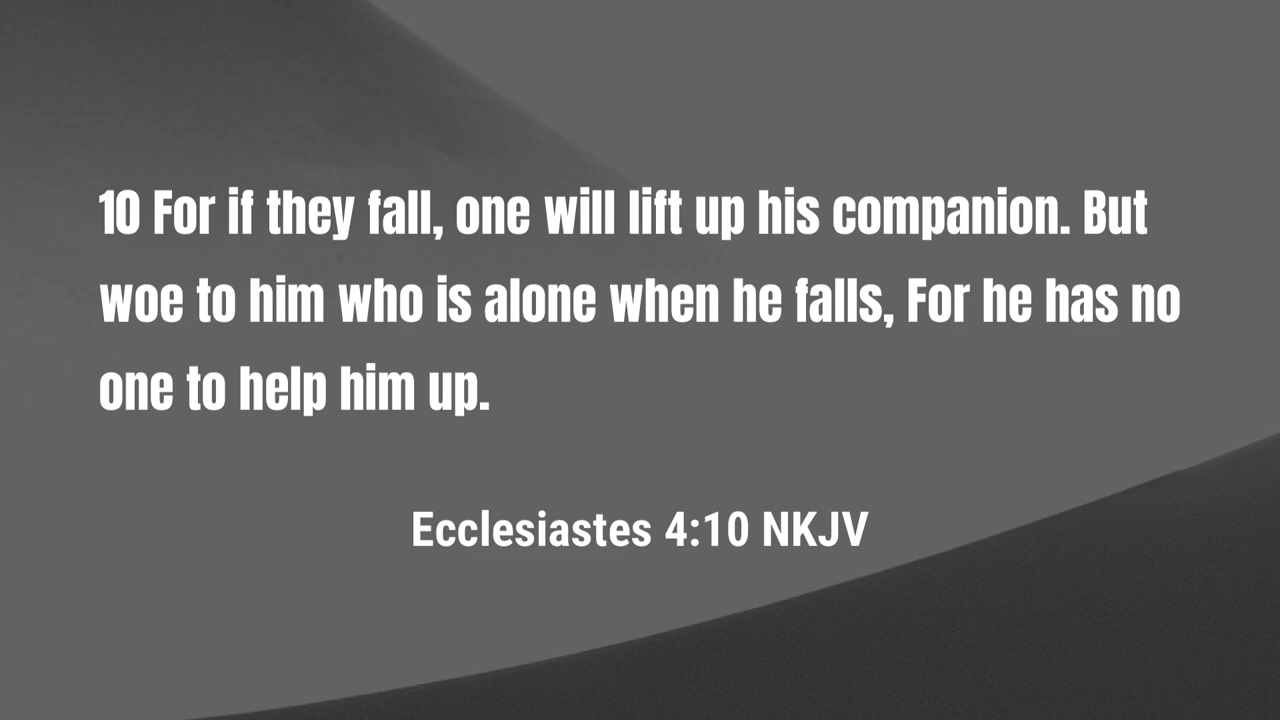 10 For if they fall, one will lift up his companion. But
woe to him who is alone when he falls, For he has no
one to help him up.
Ecclesiastes 4:10 NKJV